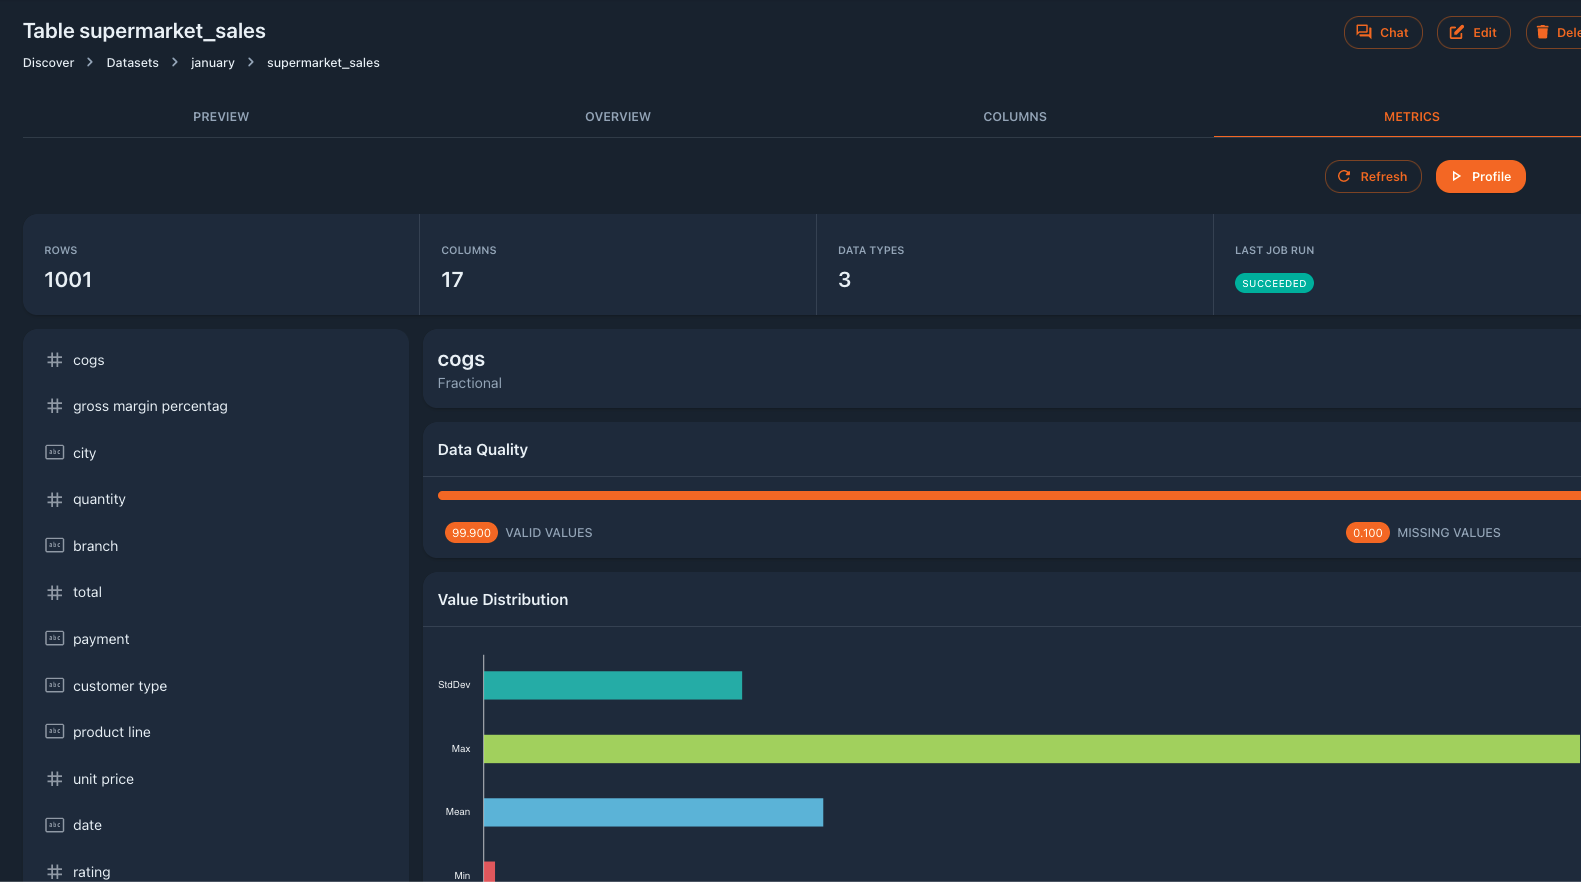 Table supermarket_sales
Chat
Edit
Discover > Datasets > january > supermarket_sales
PREVIEW
OVERVIEW
COLUMNS
METRICS
Refresh
Profile
ROWS
1001
COLUMNS
17
DATA TYPES
3
LAST JOB RUN
SUCCEEDED
cogs
gross margin percentag
abc city
quantity
abc branch
total
abc payment
abc customer type
abc product line
unit price
abc date
rating
cogs
Fractional
Data Quality
99.900 VALID VALUES
0.100 MISSING VALUES
Value Distribution
StdDev
Max
Mean
Min